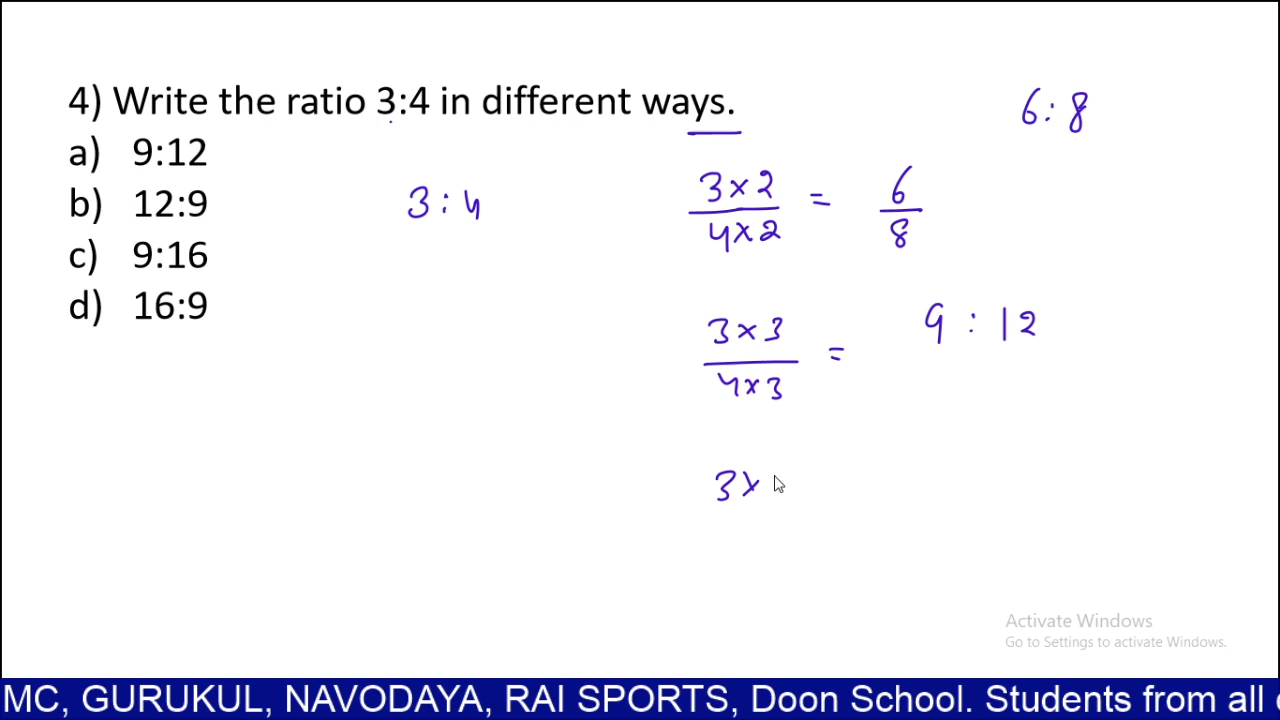 4) Write the ratio 3:4 in different ways.
6:8
a) 9:12
b) 12:9
3:4
3×2
4×2
=
6
8
c) 9:16
d) 16:9
3×3
4×3
=
9 : 12
3×
Activate Windows
Go to Settings to activate Windows.
MC, GURUKUL, NAVODAYA, RAI SPORTS, Doon School. Students from all